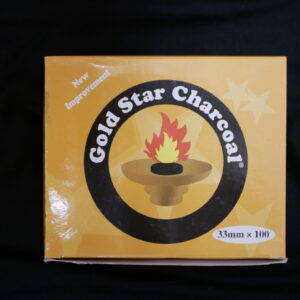 New
Improvement
Gold Star Charcoal®
33mm × 100